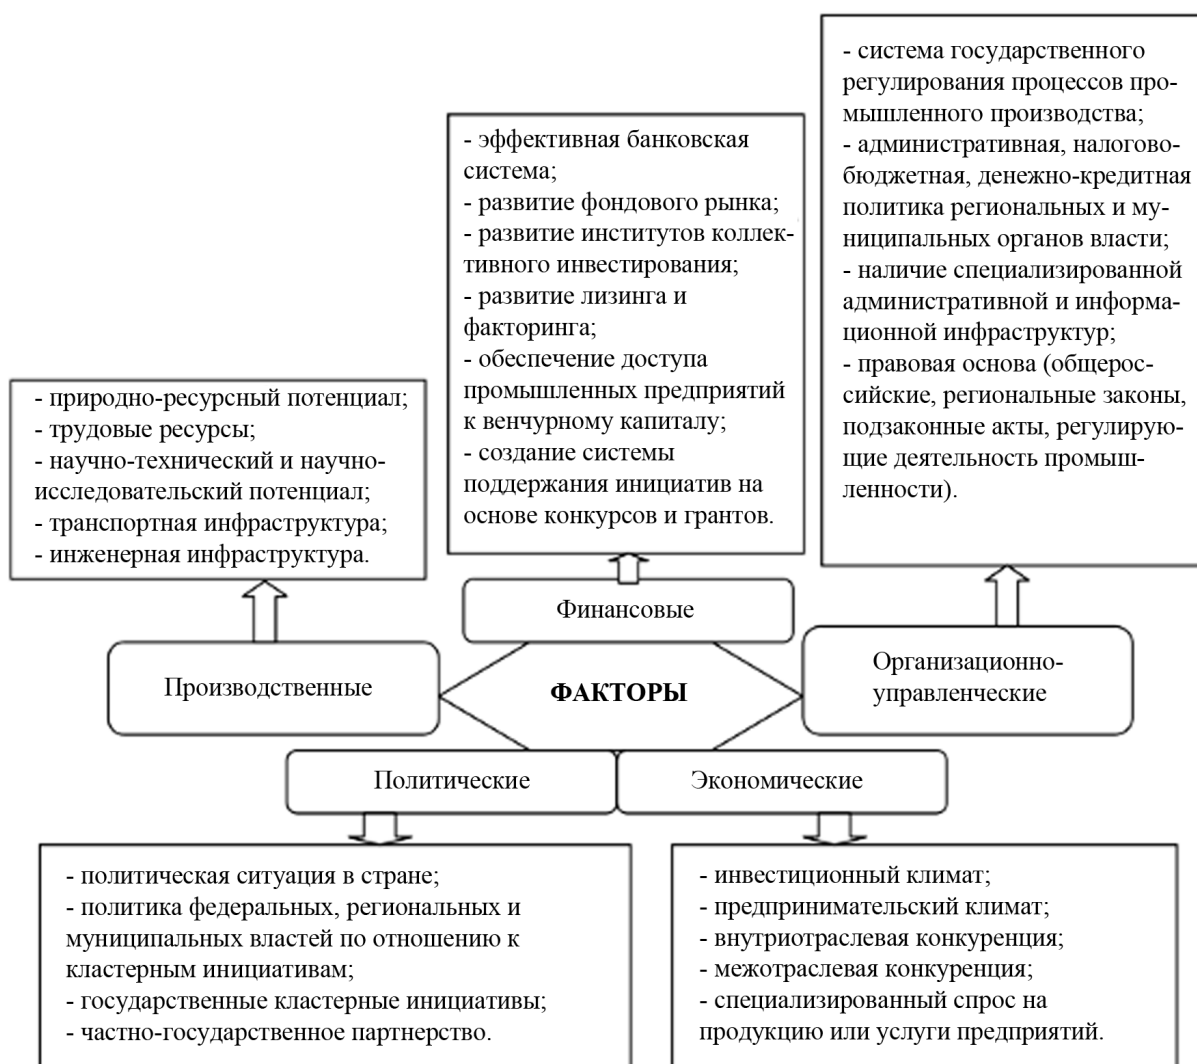 - система государственного
регулирования процессов про-
мышленного производства;
- административная, налогово-
бюджетная, денежно-кредитная
политика региональных и му-
ниципальных органов власти;
- наличие специализированной
административной и информа-
ционной инфраструктур;
- правовая основа (общерос-
сийские, региональные законы,
подзаконные акты, регулирую-
щие деятельность промыш-
ленности).
- эффективная банковская
система;
- развитие фондового рынка;
- развитие институтов коллек-
тивного инвестирования;
- развитие лизинга и
факторинга;
- обеспечение доступа
промышленных предприятий
к венчурному капиталу;
- создание системы
поддержания инициатив на
основе конкурсов и грантов.
- природно-ресурсный потенциал;
- трудовые ресурсы;
- научно-технический и научно-
исследовательский потенциал;
- транспортная инфраструктура;
- инженерная инфраструктура.
Финансовые
Производственные
ФАКТОРЫ
Организационно-
управленческие
Политические
Экономические
- политическая ситуация в стране;
- политика федеральных, региональных и
муниципальных властей по отношению к
кластерным инициативам;
- государственные кластерные инициативы;
- частно-государственное партнерство.
- инвестиционный климат;
- предпринимательский климат;
- внутриотраслевая конкуренция;
- межотраслевая конкуренция;
- специализированный спрос на
продукцию или услуги предприятий.